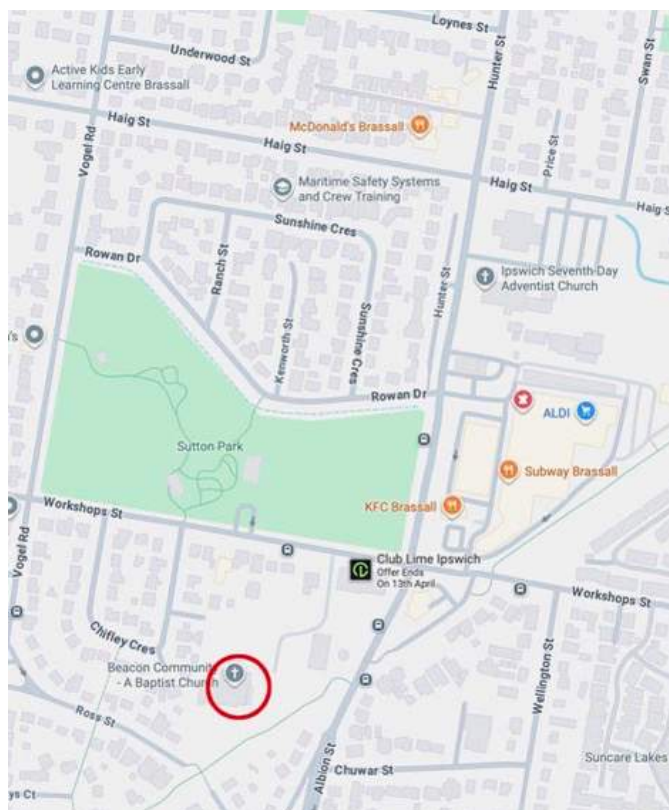 Loynes St
Underwood St
Hunter St
Swan St
Active Kids Early
Learning Centre Brassall
McDonald's Brassall
Haig St
Vogel Rd
Price St
Maritime Safety Systems
and Crew Training
Haig St
Haig S
Sunshine Cres
Rowan Dr
Ranch St
Hunter St
Ipswich Seventh-Day
Adventist Church
Kenworth St
Sunshine Cres
's
Rowan Dr
ALDI
Sutton Park
Subway Brassall
KFC Brassall
Workshops St
Vogel Rd
Club Lime Ipswich
Offer Ends
On 13th April
Workshops St
Chifley Cres
Beacon Community
- A Baptist Church
Wellington St
Ross St
Albion St
Suncare Lakes
Chuwar St
ys Ct